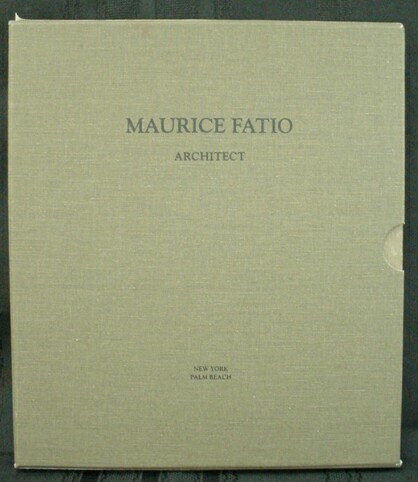 MAURICE FATIO
ARCHITECT
NEW YORK
PALM BEACH